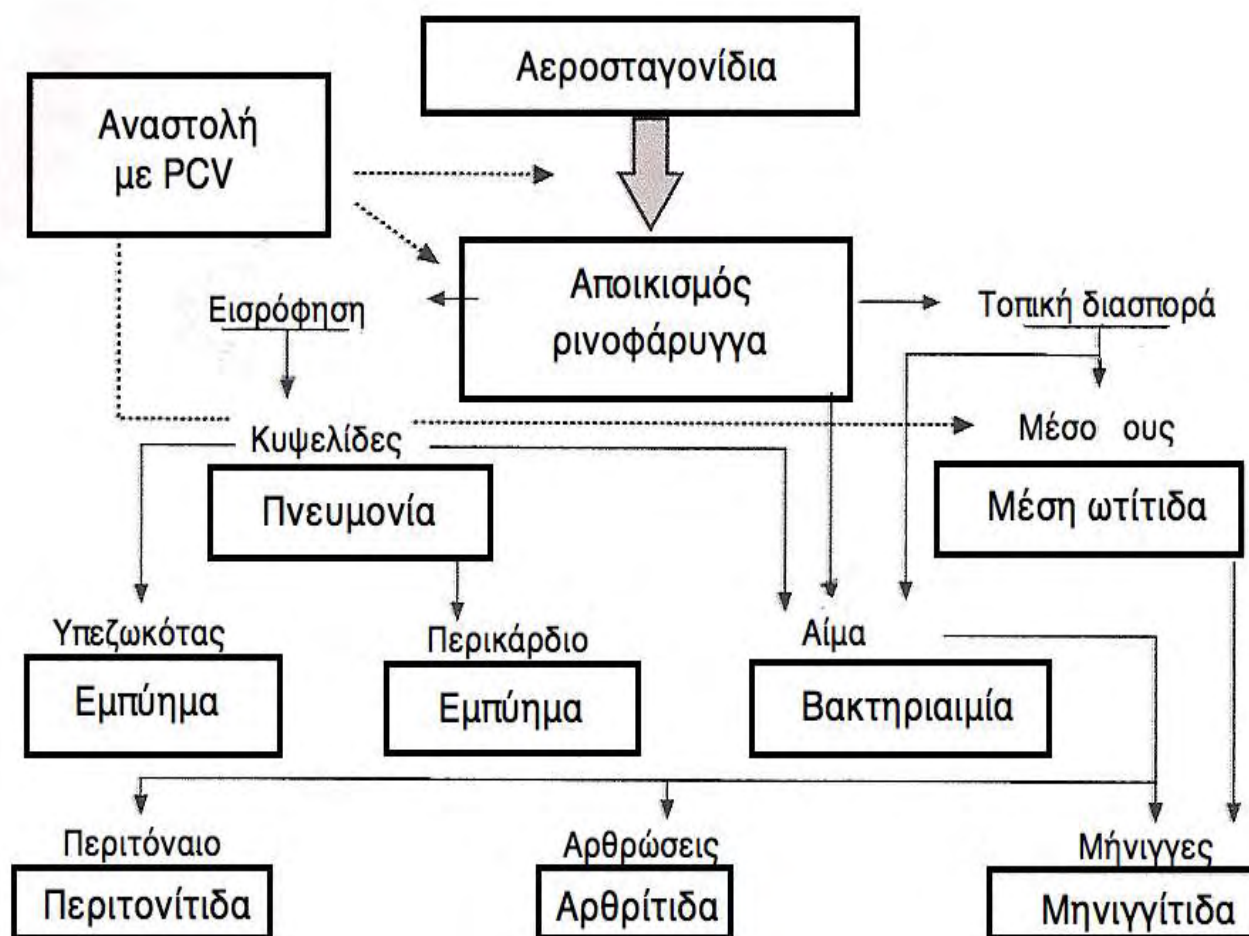 Αεροσταγονίδια
Αναστολή
με PCV
Αποικισμός
ρινοφάρυγγα
Εισρόφηση
Τοπική διασπορά
Κυψελίδες
Μέσο ους
Πνευμονία
Μέση ωτίτιδα
Υπεζωκότας
Περικάρδιο
Αίμα
Εμπύημα
Εμπύημα
Βακτηριαιμία
Περιτόναιο
Αρθρώσεις
Μήνιγγες
Περιτονίτιδα
Αρθρίτιδα
Μηνιγγίτιδα